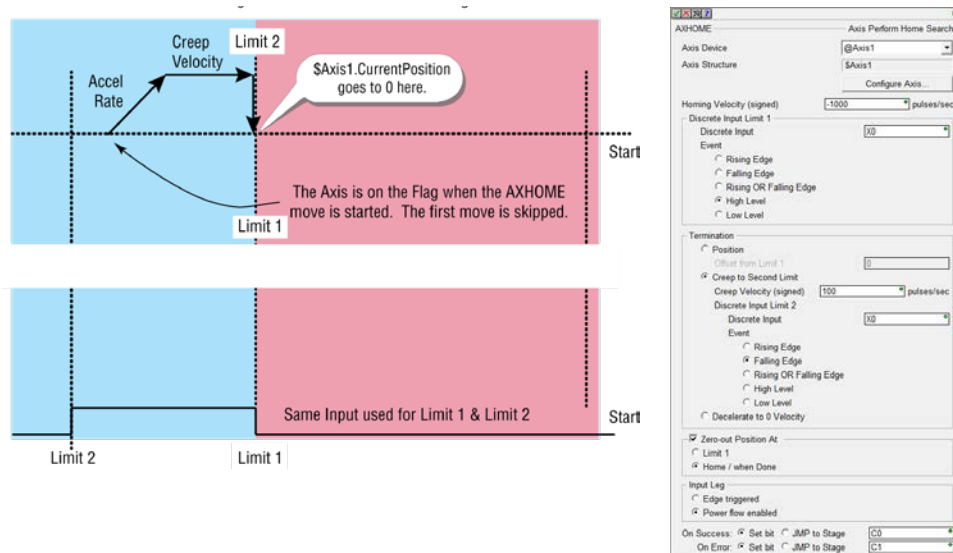 Creep
Velocity
Limit 2
Accel
Rate
$Axis1.CurrentPosition
goes to 0 here.
Start
The Axis is on the Flag when the AXHOME
move is started. The first move is skipped.
Limit 1
Same Input used for Limit 1 & Limit 2
Start
Limit 2
Limit 1
AXHOME
Axis Perform Home Search
Axis Device
@Axis1
Axis Structure
$Axis1
Configure Axis...
Homing Velocity (signed)
-1000
pulses/sec
Discrete Input Limit 1
Discrete Input
X0
Event
Rising Edge
Falling Edge
Rising OR Falling Edge
High Level
Low Level
Termination
Position
Offset from Limit 1
0
Creep to Second Limit
Creep Velocity (signed)
100
pulses/sec
Discrete Input Limit 2
Discrete Input
X0
Event
Rising Edge
Falling Edge
Rising OR Falling Edge
High Level
Low Level
Decelerate to 0 Velocity
Zero-out Position At
Limit 1
Home / when Done
Input Leg
Edge triggered
Power flow enabled
On Success: Set bit JMP to Stage C0
On Error: Set bit JMP to Stage C1